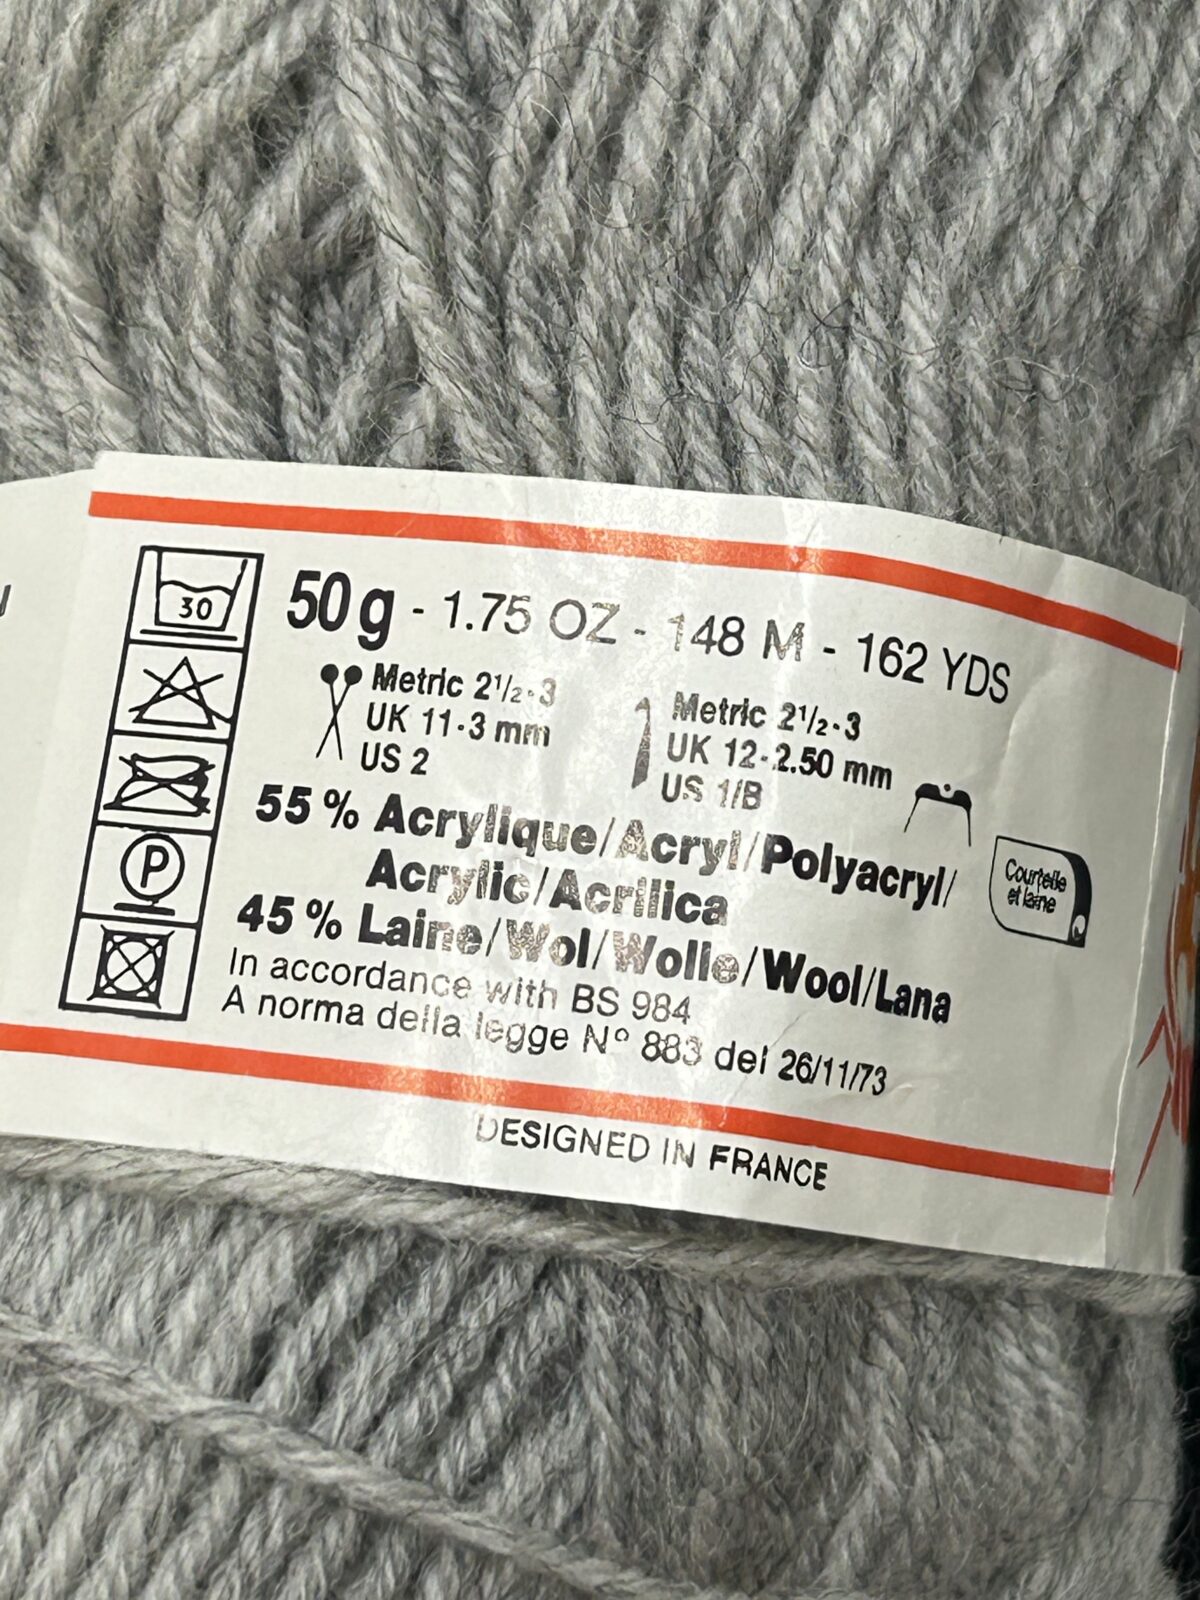 30
50g - 1.75 OZ - 148 M - 162 YDS
Metric 2½-3
UK 11-3 mm
US 2
Metric 2½-3
UK 12-2.50 mm
US 1/B
55% Acrylique/Acryl/Polyacryl/
Acrylic/Acrilica
45% Laine/Wol/Wolle/Wool/Lana
P
In accordance with BS 984
A norma della legge N° 883 del 26/11/73
Courtelle
et laine
DESIGNED IN FRANCE